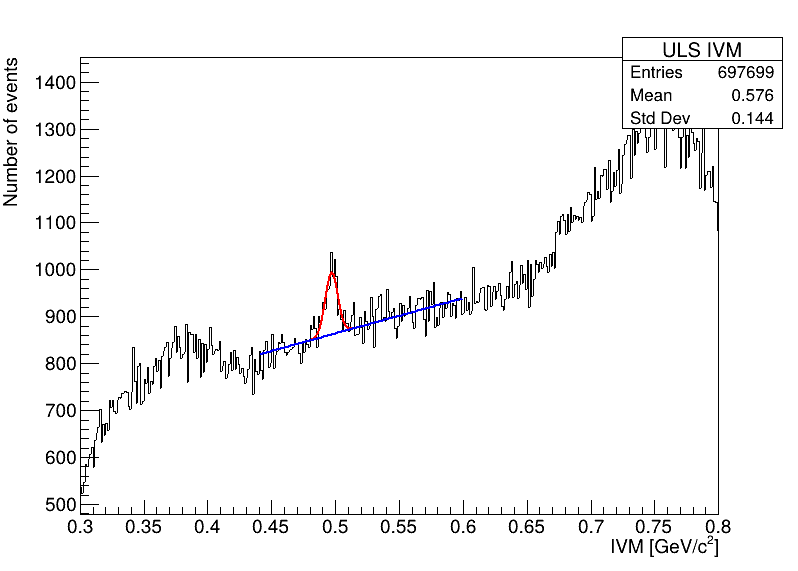 ULS IVM
Entries 697699
Mean 0.576
Std Dev 0.144
Number of events
1400
1300
1200
1100
1000
900
800
700
600
500
0.3 0.35 0.4 0.45 0.5 0.55 0.6 0.65 0.7 0.75 0.8
IVM [GeV/c²]